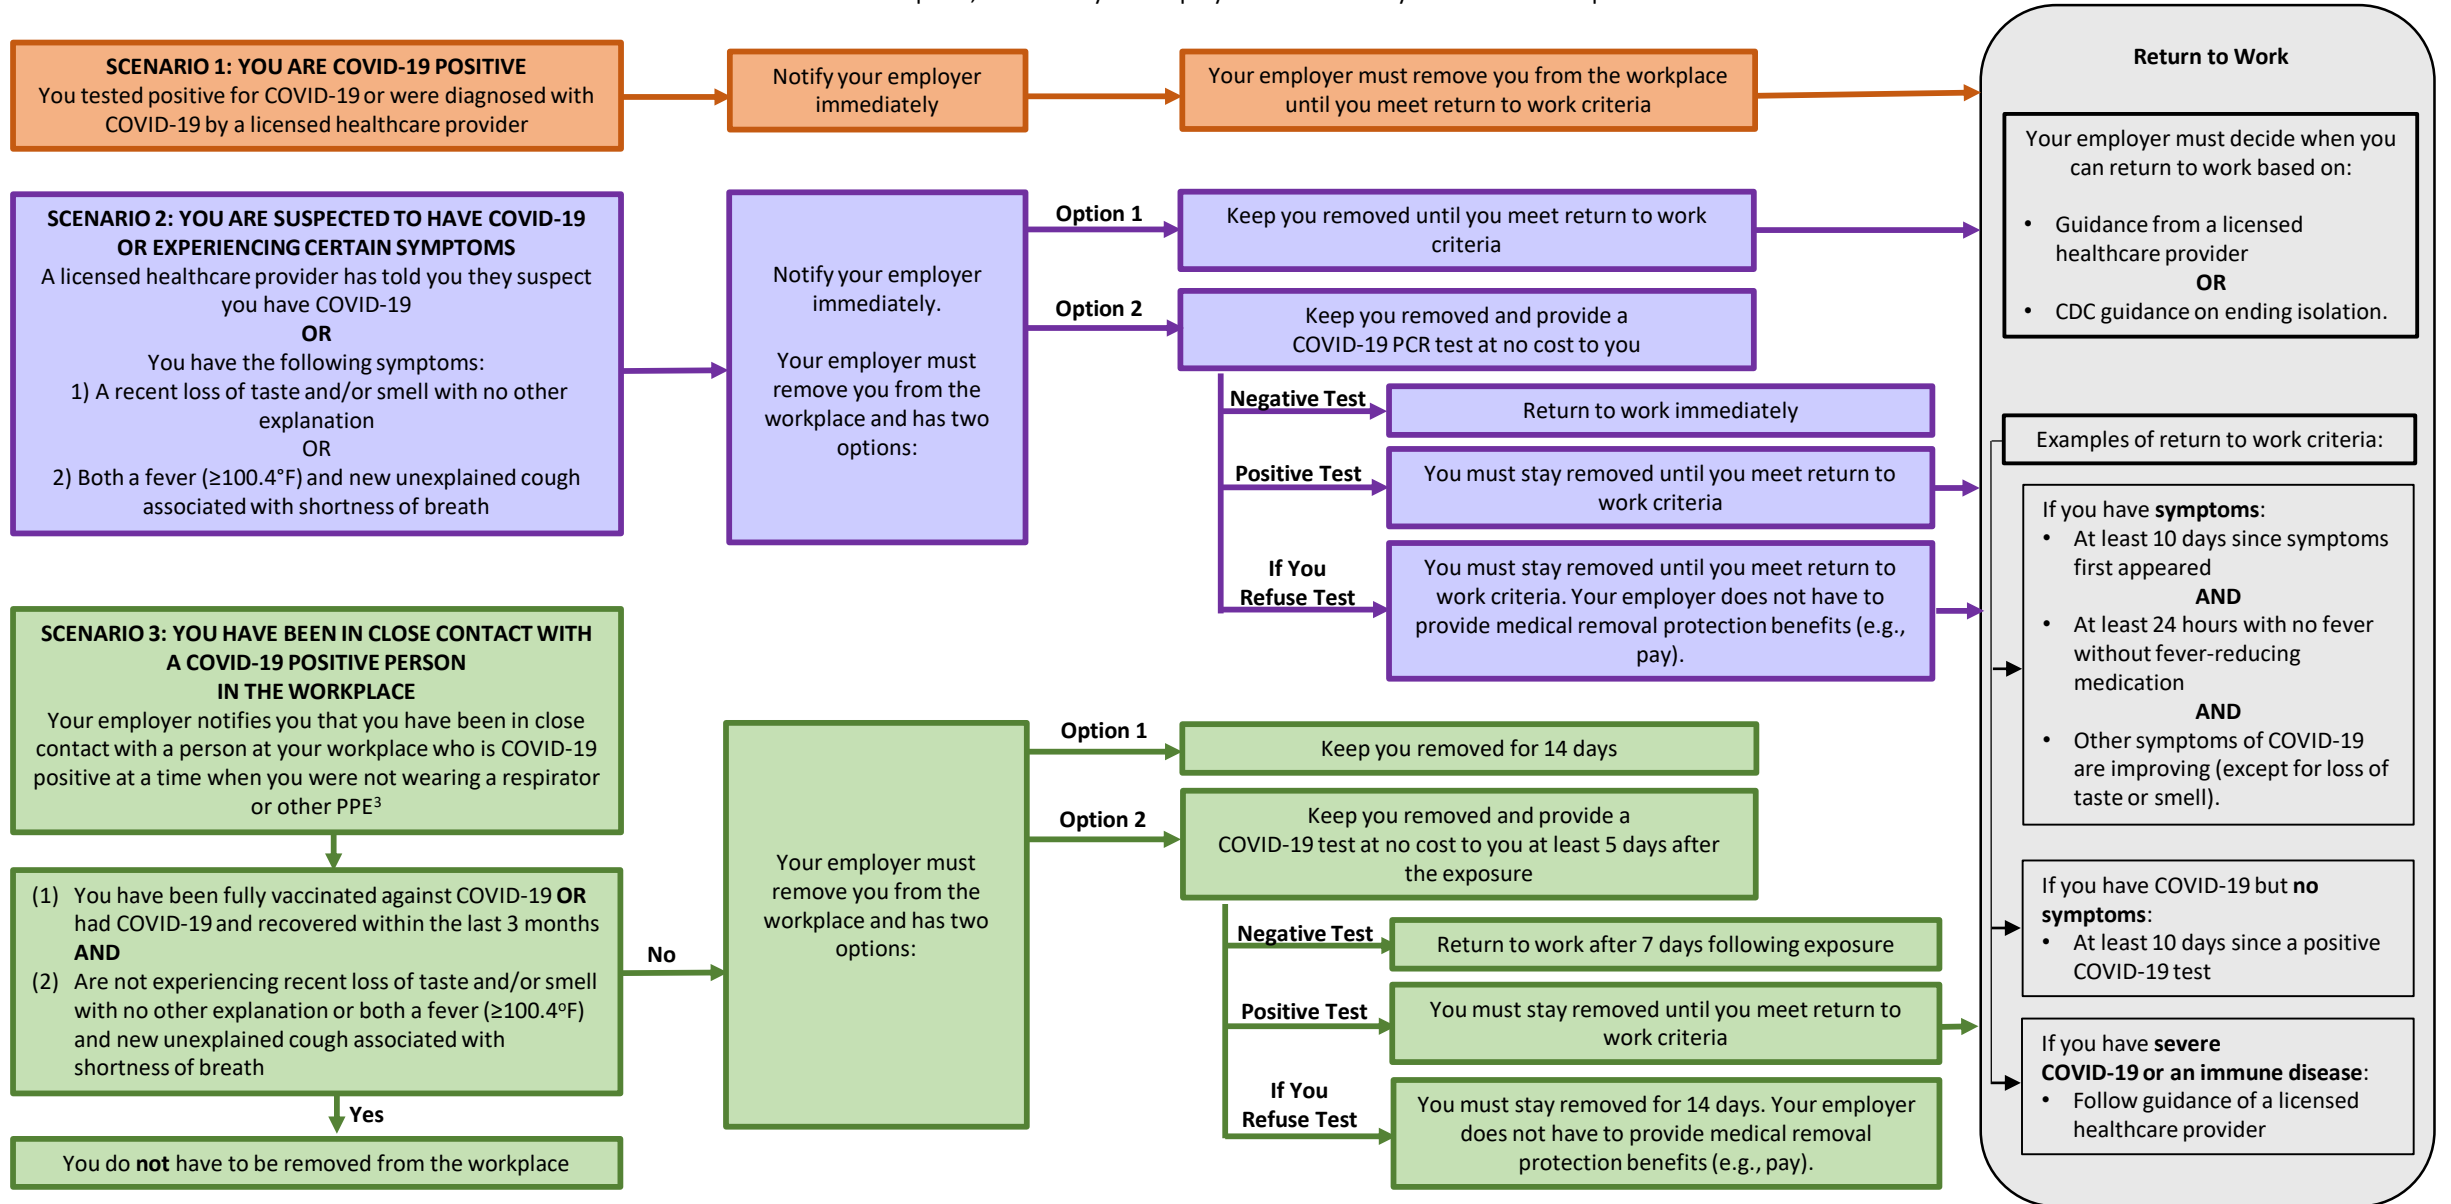 SCENARIO 1: YOU ARE COVID-19 POSITIVE
You tested positive for COVID-19 or were diagnosed with
COVID-19 by a licensed healthcare provider
Notify your employer
immediately
Your employer must remove you from the workplace
until you meet return to work criteria
SCENARIO 2: YOU ARE SUSPECTED TO HAVE COVID-19
OR EXPERIENCING CERTAIN SYMPTOMS
A licensed healthcare provider has told you they suspect
you have COVID-19
OR
You have the following symptoms:
1) A recent loss of taste and/or smell with no other
explanation
OR
2) Both a fever (≥100.4°F) and new unexplained cough
associated with shortness of breath
Notify your employer
immediately.
Your employer must
remove you from the
workplace and has two
options:
Option 1
Keep you removed until you meet return to work
criteria
Option 2
Keep you removed and provide a
COVID-19 PCR test at no cost to you
Negative Test
Return to work immediately
Positive Test
You must stay removed until you meet return to
work criteria
If You
Refuse Test
You must stay removed until you meet return to
work criteria. Your employer does not have to
provide medical removal protection benefits (e.g.,
pay).
SCENARIO 3: YOU HAVE BEEN IN CLOSE CONTACT WITH
A COVID-19 POSITIVE PERSON
IN THE WORKPLACE
Your employer notifies you that you have been in close
contact with a person at your workplace who is COVID-19
positive at a time when you were not wearing a respirator
or other PPE³
(1) You have been fully vaccinated against COVID-19 OR
had COVID-19 and recovered within the last 3 months
AND
(2) Are not experiencing recent loss of taste and/or smell
with no other explanation or both a fever (≥100.4ºF)
and new unexplained cough associated with
shortness of breath
Yes
You do not have to be removed from the workplace
No
Your employer must
remove you from the
workplace and has two
options:
Option 1
Keep you removed for 14 days
Option 2
Keep you removed and provide a
COVID-19 test at no cost to you at least 5 days after
the exposure
Negative Test
Return to work after 7 days following exposure
Positive Test
You must stay removed until you meet return to
work criteria
If You
Refuse Test
You must stay removed for 14 days. Your employer
does not have to provide medical removal
protection benefits (e.g., pay).
Return to Work
Your employer must decide when you
can return to work based on:
• Guidance from a licensed
healthcare provider
OR
• CDC guidance on ending isolation.
Examples of return to work criteria:
If you have symptoms:
• At least 10 days since symptoms
first appeared
AND
• At least 24 hours with no fever
without fever-reducing
medication
AND
• Other symptoms of COVID-19
are improving (except for loss of
taste or smell).
If you have COVID-19 but no
symptoms:
• At least 10 days since a positive
COVID-19 test
If you have severe
COVID-19 or an immune disease:
• Follow guidance of a licensed
healthcare provider